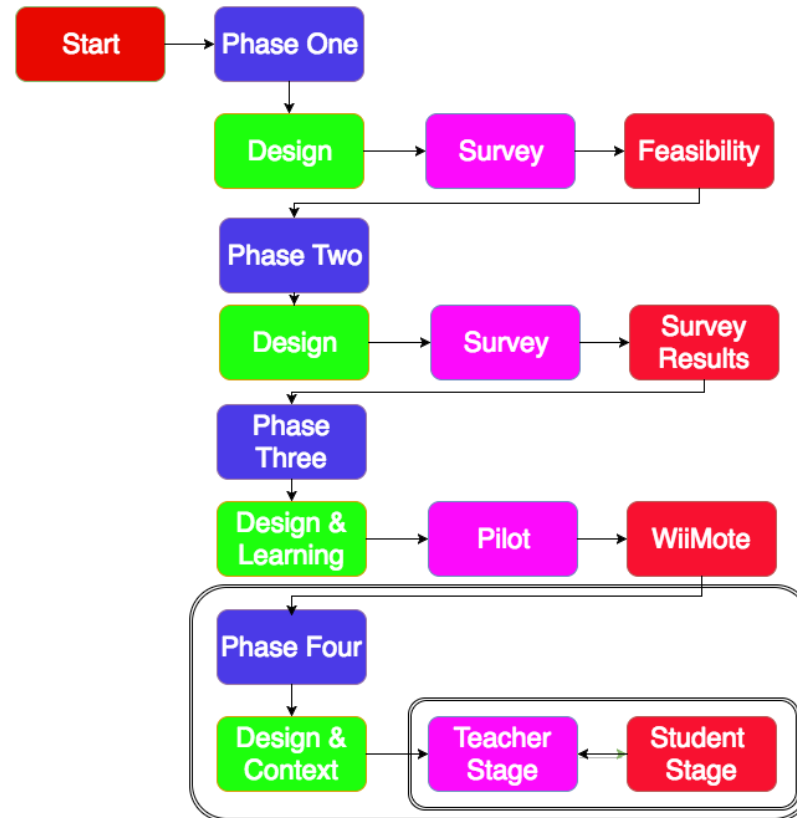 Start
Phase One
Design
Survey
Feasibility
Phase Two
Design
Survey
Survey
Results
Phase
Three
Design &
Learning
Pilot
WiiMote
Phase Four
Design &
Context
Teacher
Stage
Student
Stage